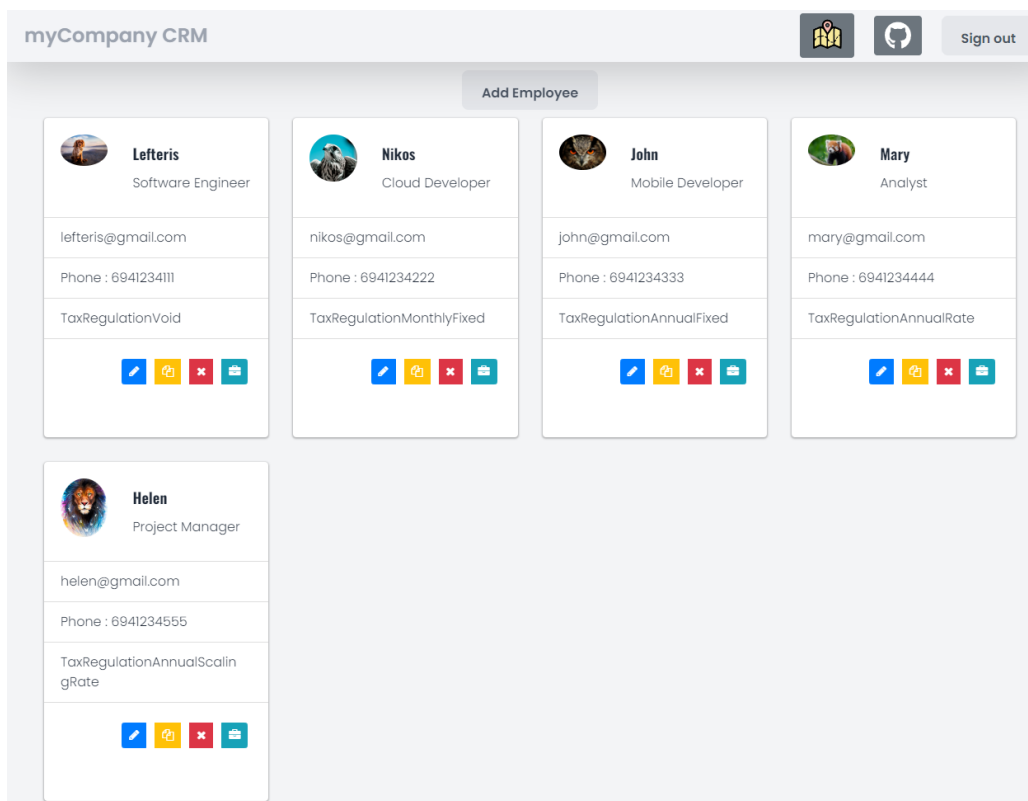 myCompany CRM
Sign out
Add Employee
Lefteris
Software Engineer
lefteris@gmail.com
Phone : 6941234111
TaxRegulationVoid
Nikos
Cloud Developer
nikos@gmail.com
Phone : 6941234222
TaxRegulationMonthlyFixed
John
Mobile Developer
john@gmail.com
Phone : 6941234333
TaxRegulationAnnualFixed
Mary
Analyst
mary@gmail.com
Phone : 6941234444
TaxRegulationAnnualRate
Helen
Project Manager
helen@gmail.com
Phone : 6941234555
TaxRegulationAnnualScalin
gRate